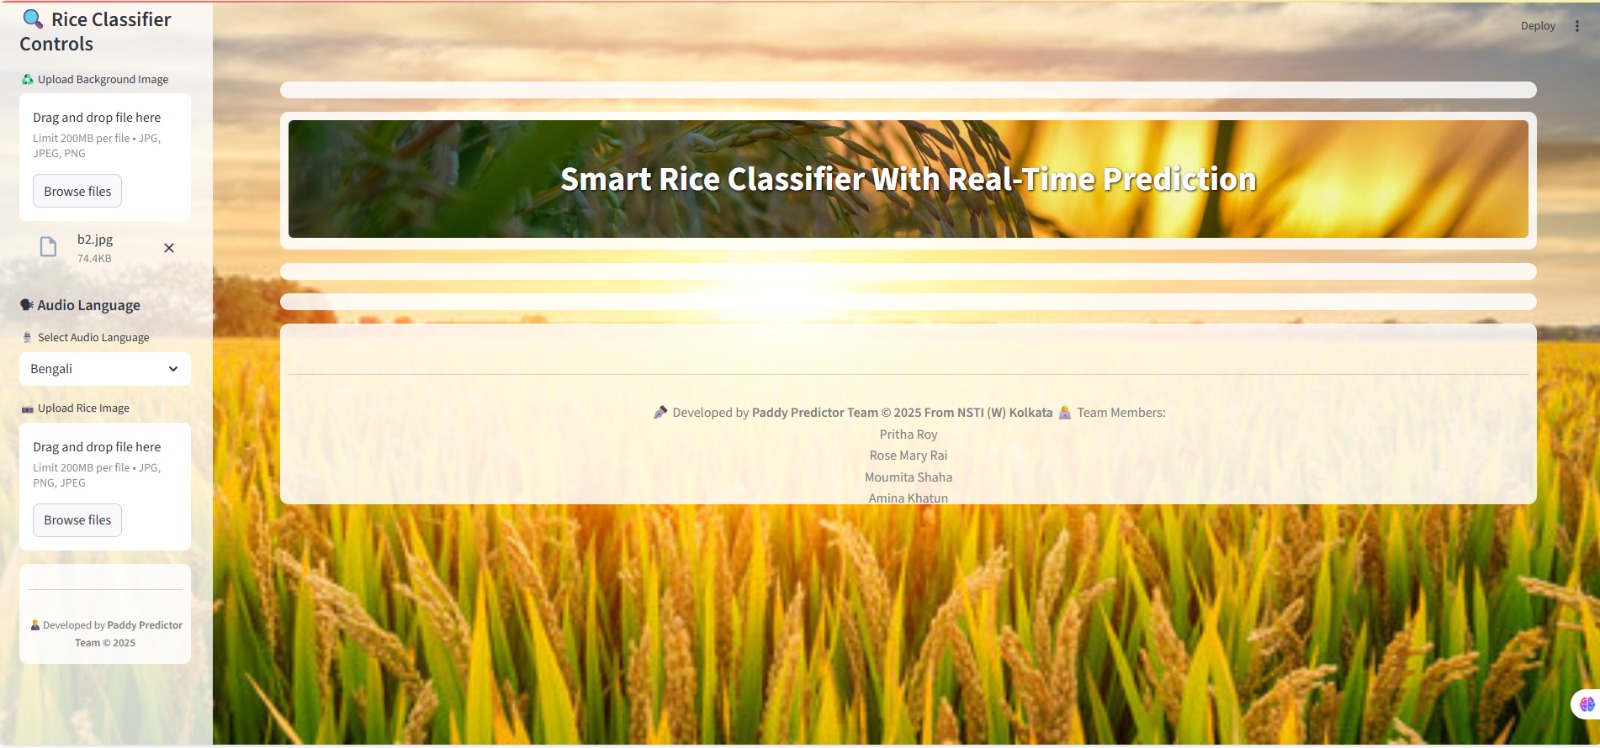 Rice Classifier
Controls
Upload Background Image
Drag and drop file here
Limit 200MB per file • JPG,
JPEG, PNG
Browse files
b2.jpg
74.4KB
Audio Language
Select Audio Language
Bengali
Upload Rice Image
Drag and drop file here
Limit 200MB per file • JPG,
PNG, JPEG
Browse files
Developed by Paddy Predictor
Team © 2025
Deploy
Smart Rice Classifier With Real-Time Prediction
Developed by Paddy Predictor Team © 2025 From NSTI (W) Kolkata Team Members:
Pritha Roy
Rose Mary Rai
Moumita Shaha
Amina Khatun